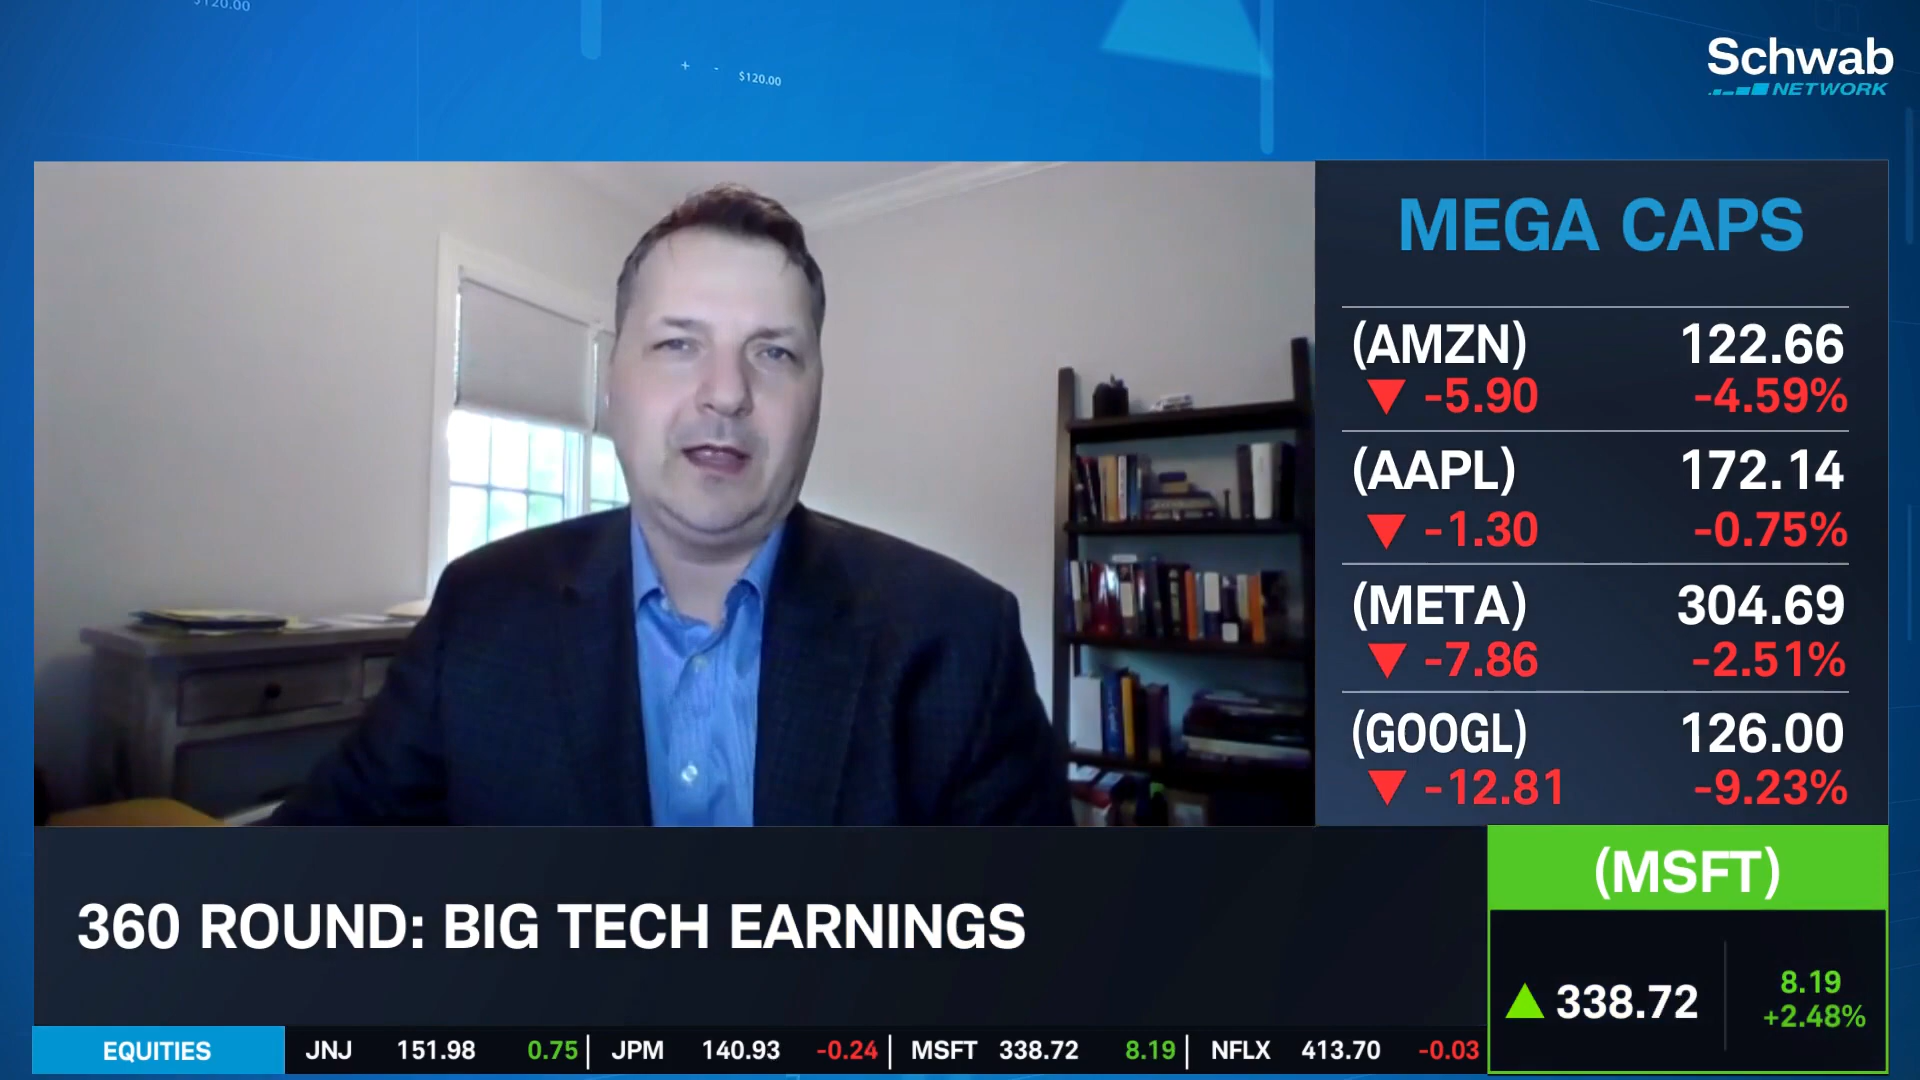 $120.00
+ - $120.00
Schwab
NETWORK
MEGA CAPS
(AMZN) 122.66
▼ -5.90 -4.59%
(AAPL) 172.14
▼ -1.30 -0.75%
(META) 304.69
▼ -7.86 -2.51%
(GOOGL) 126.00
▼ -12.81 -9.23%
(MSFT)
▲ 338.72
8.19
+2.48%
360 ROUND: BIG TECH EARNINGS
EQUITIES JNJ 151.98 0.75 JPM 140.93 -0.24 MSFT 338.72 8.19 NFLX 413.70 -0.03